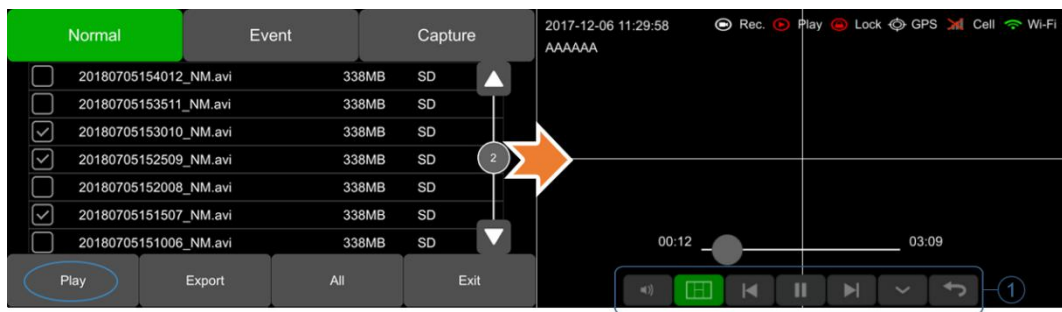 Normal Event Capture
20180705154012_NM.avi 338MB SD
20180705153511_NM.avi 338MB SD
20180705153010_NM.avi 338MB SD
20180705152509_NM.avi 338MB SD
2
20180705152008_NM.avi 338MB SD
20180705151507_NM.avi 338MB SD
20180705151006_NM.avi 338MB SD
Play Export All Exit
2017-12-06 11:29:58 Rec. Play Lock GPS Cell Wi-Fi
AAAAAA
00:12 03:09
1